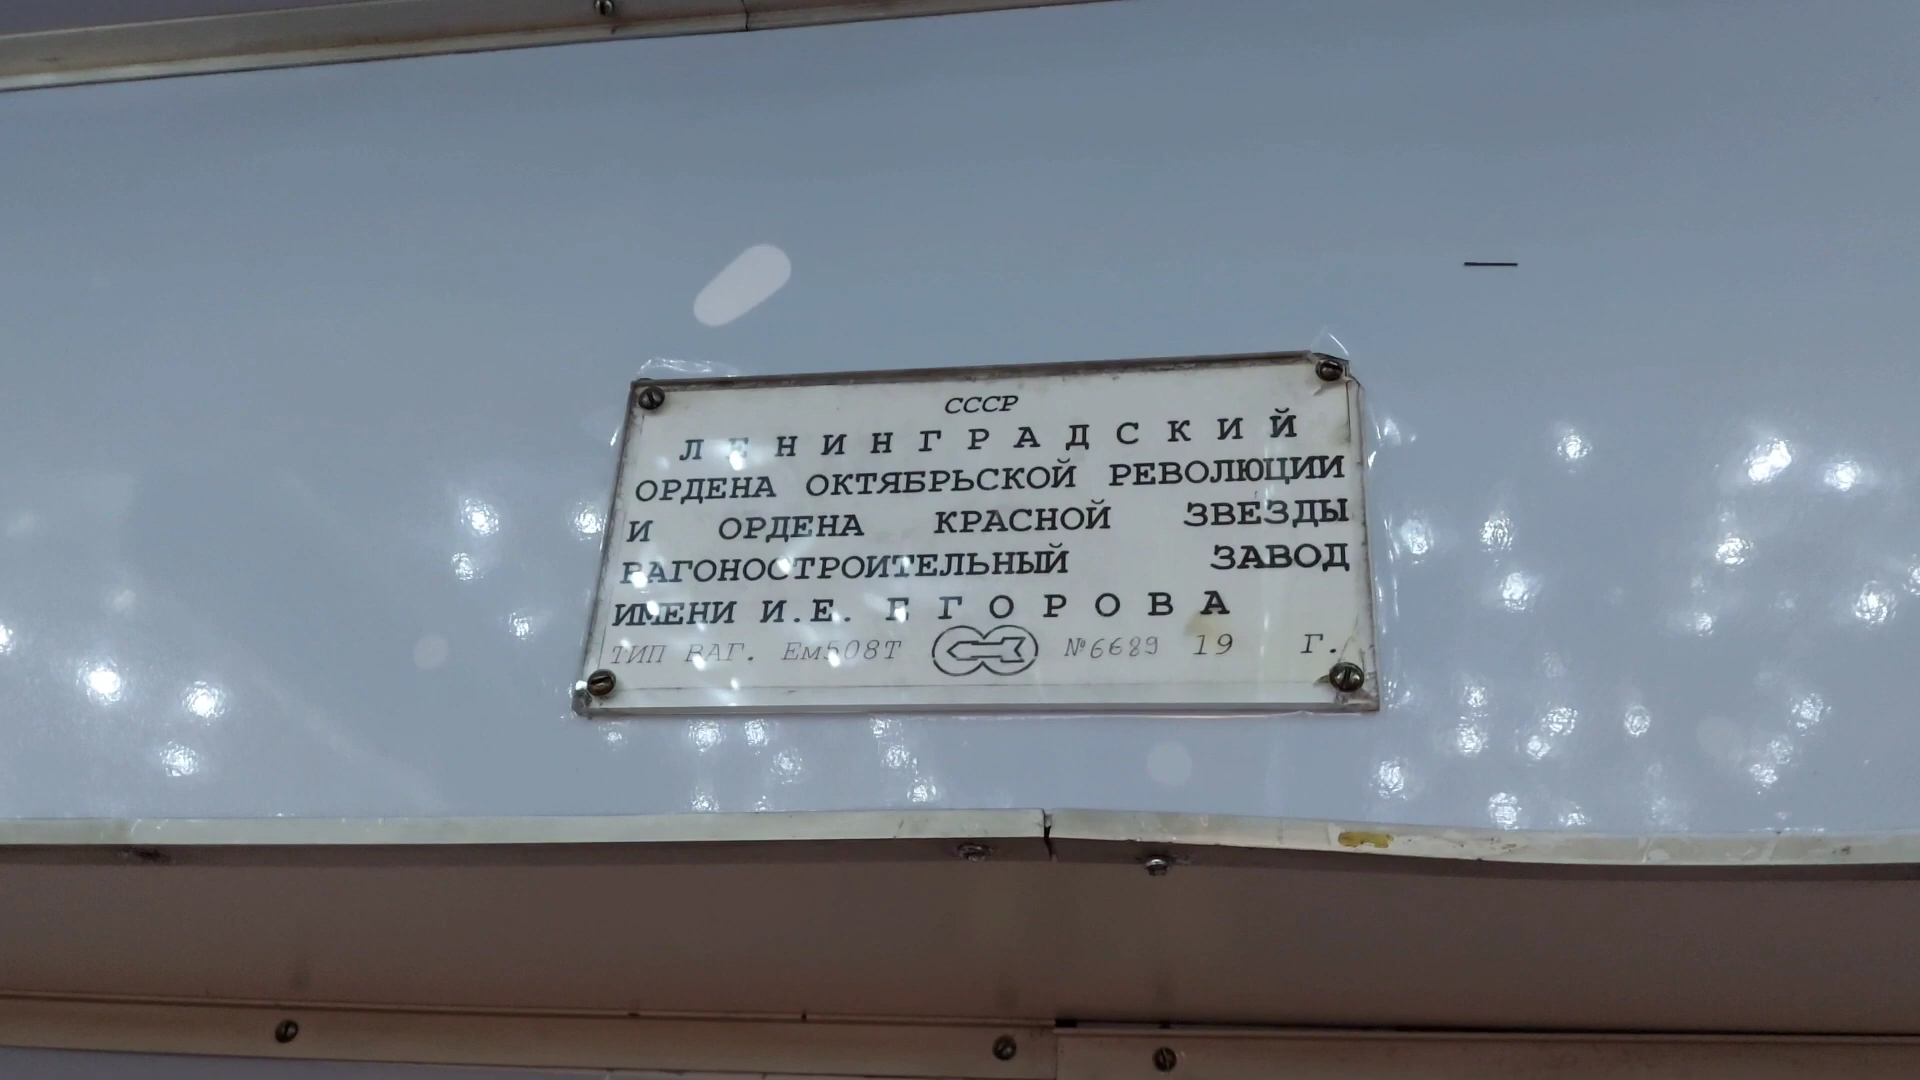 СССР
ЛЕНИНГРАДСКИЙ
ОРДЕНА ОКТЯБРЬСКОЙ РЕВОЛЮЦИИ
И ОРДЕНА КРАСНОЙ ЗВЕЗДЫ
ВАГОНОСТРОИТЕЛЬНЫЙ ЗАВОД
ИМЕНИ И.Е. ЕГОРОВА
ТИП ВАГ. Ем508Т №6689 19 Г.